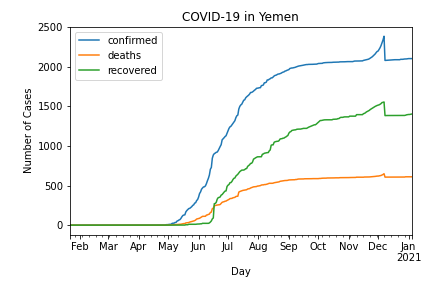 COVID-19 in Yemen
confirmed
deaths
recovered
Number of Cases
2500
2000
1500
1000
500
0
Feb Mar Apr May Jun Jul Aug Sep Oct Nov Dec Jan
2021
Day